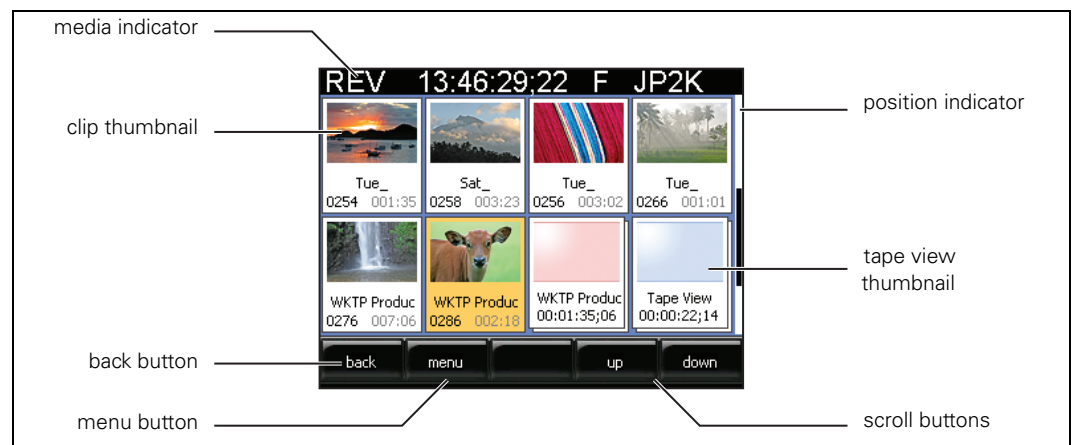 media indicator
REV 13:46:29;22 F JP2K
position indicator
clip thumbnail
Tue_ Sat_ Tue_ Tue_
0254 001:35 0258 003:23 0256 003:02 0266 001:01
tape view
thumbnail
WKTP Produc WKTP Produc WKTP Produc Tape View
0276 007:06 0286 002:18 00:01:35;06 00:00:22;14
back button
back menu up down
menu button
scroll buttons